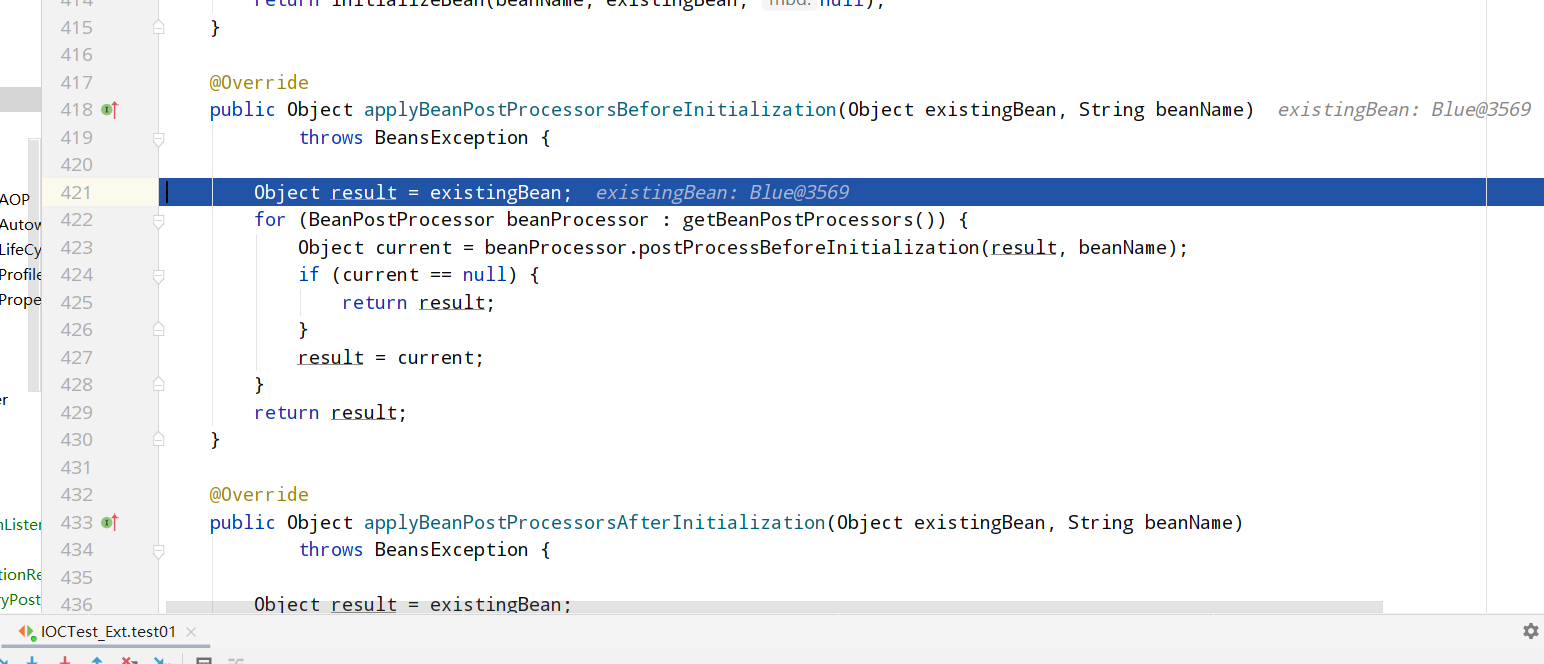 414 return initializeBean(beanName, existingBean, mbd: null);
415 }
416
417 @Override
418 public Object applyBeanPostProcessorsBeforeInitialization(Object existingBean, String beanName) existingBean: Blue@3569
419 throws BeansException {
420
421 Object result = existingBean; existingBean: Blue@3569
422 for (BeanPostProcessor beanProcessor : getBeanPostProcessors()) {
423 Object current = beanProcessor.postProcessBeforeInitialization(result, beanName);
424 if (current == null) {
425 return result;
426 }
427 result = current;
428 }
429 return result;
430 }
431
432 @Override
433 public Object applyBeanPostProcessorsAfterInitialization(Object existingBean, String beanName)
434 throws BeansException {
435
436 Object result = existingBean;
AOP
Autow
LifeCy
Profile
Prope
er
nListen
tionRe
yPost
IOCTest_Ext.test01